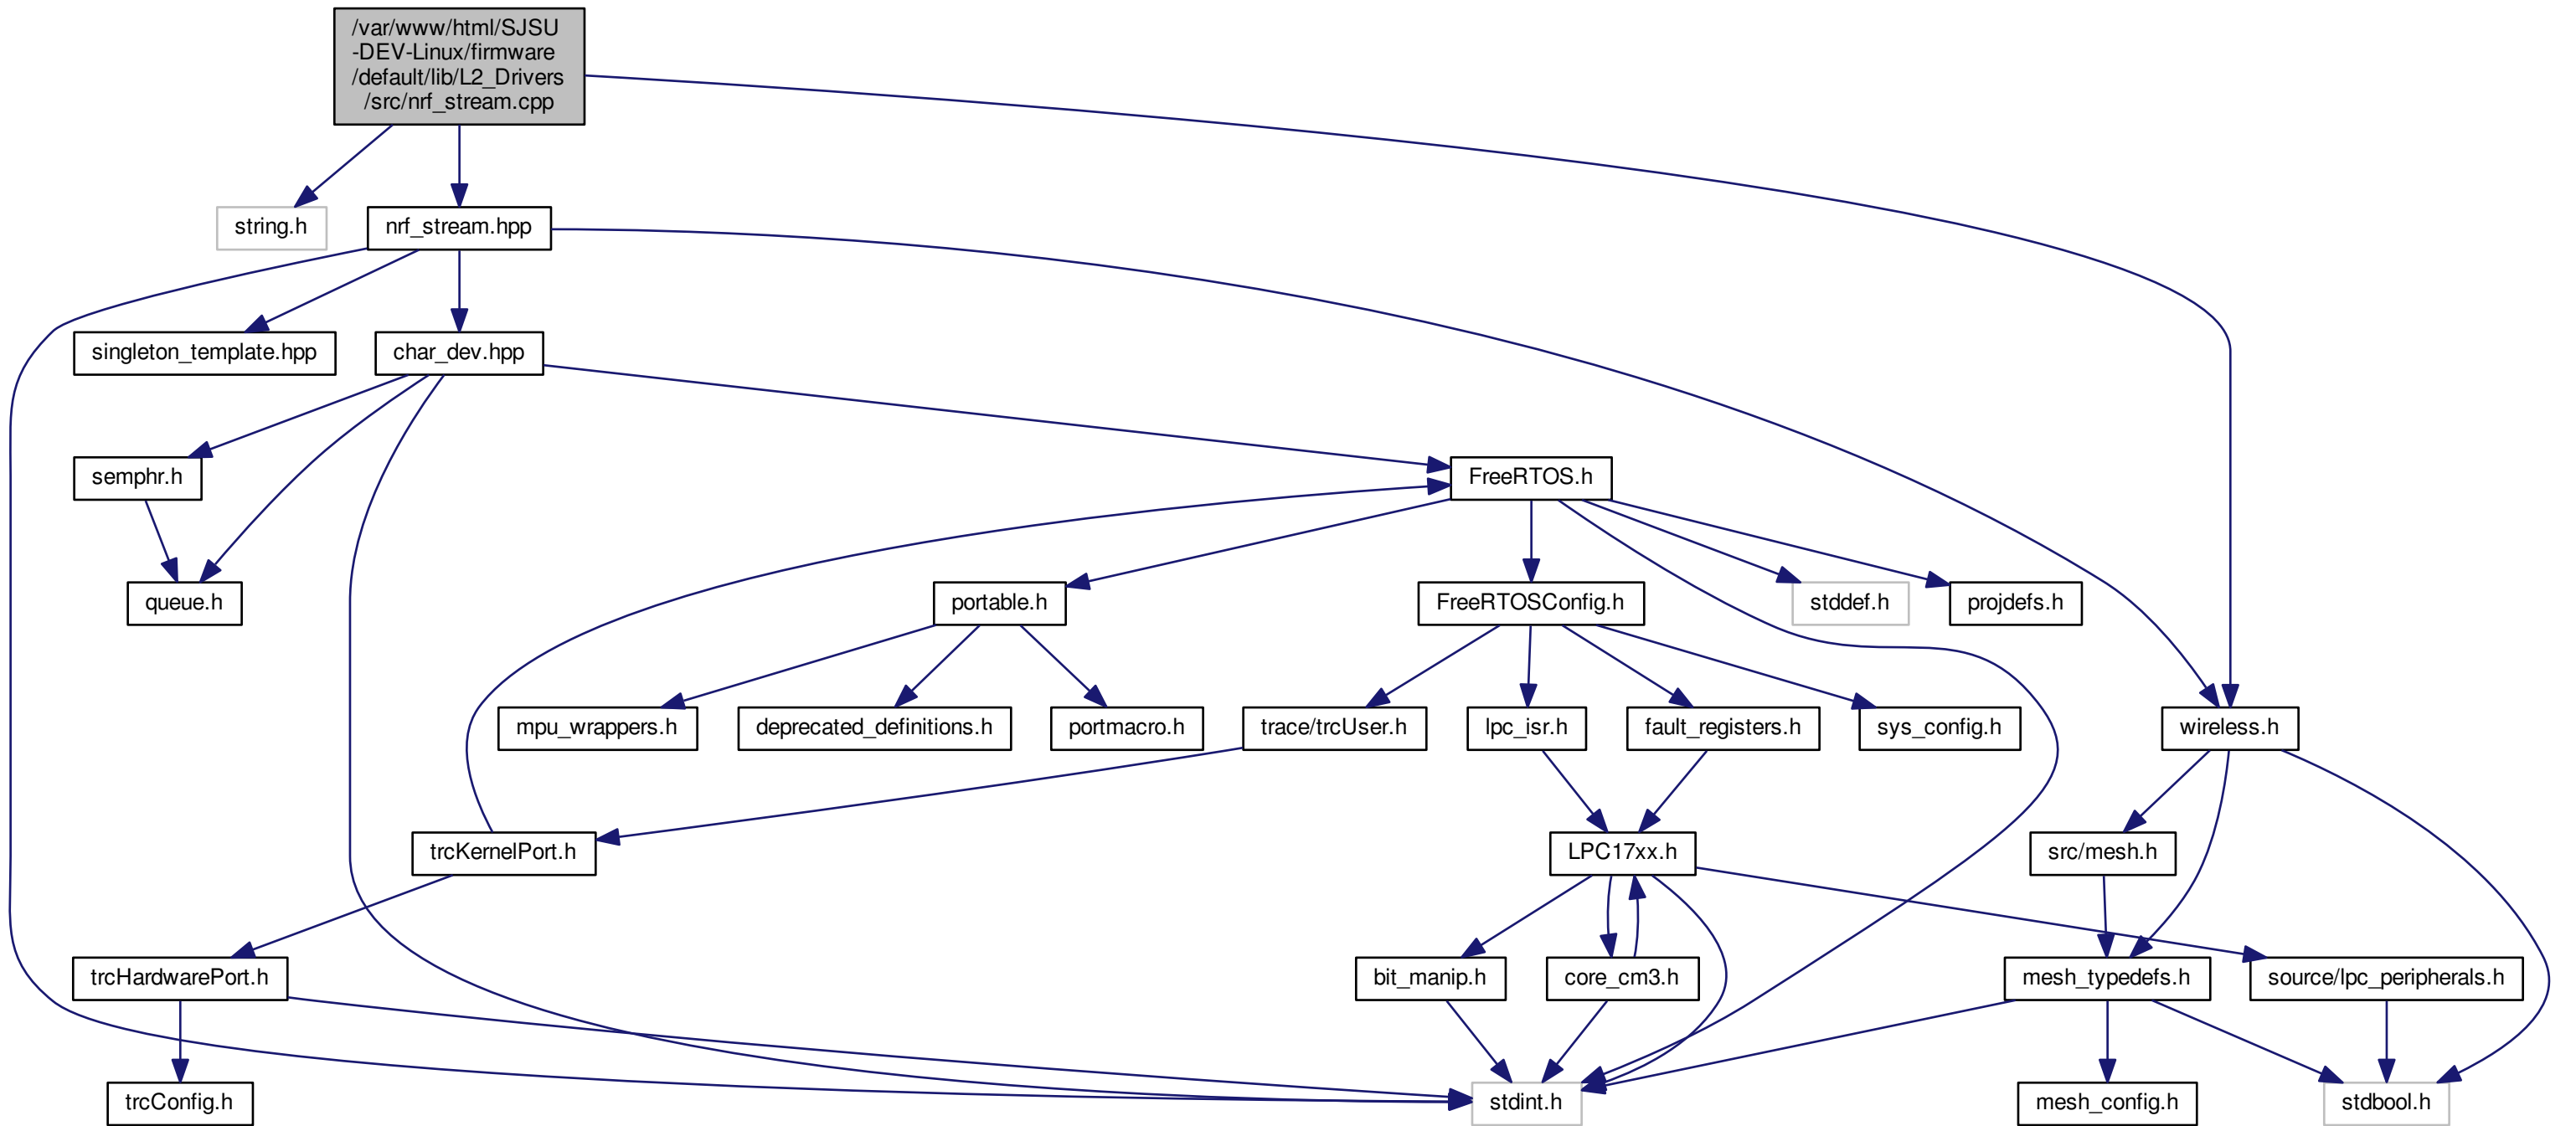 /var/www/html/SJSU
-DEV-Linux/firmware
/default/lib/L2_Drivers
/src/nrf_stream.cpp
string.h
nrf_stream.hpp
singleton_template.hpp
char_dev.hpp
semphr.h
FreeRTOS.h
queue.h
portable.h
FreeRTOSConfig.h
stddef.h
projdefs.h
mpu_wrappers.h
deprecated_definitions.h
portmacro.h
trace/trcUser.h
lpc_isr.h
fault_registers.h
sys_config.h
wireless.h
trcKernelPort.h
LPC17xx.h
src/mesh.h
trcHardwarePort.h
bit_manip.h
core_cm3.h
mesh_typedefs.h
source/lpc_peripherals.h
trcConfig.h
stdint.h
mesh_config.h
stdbool.h